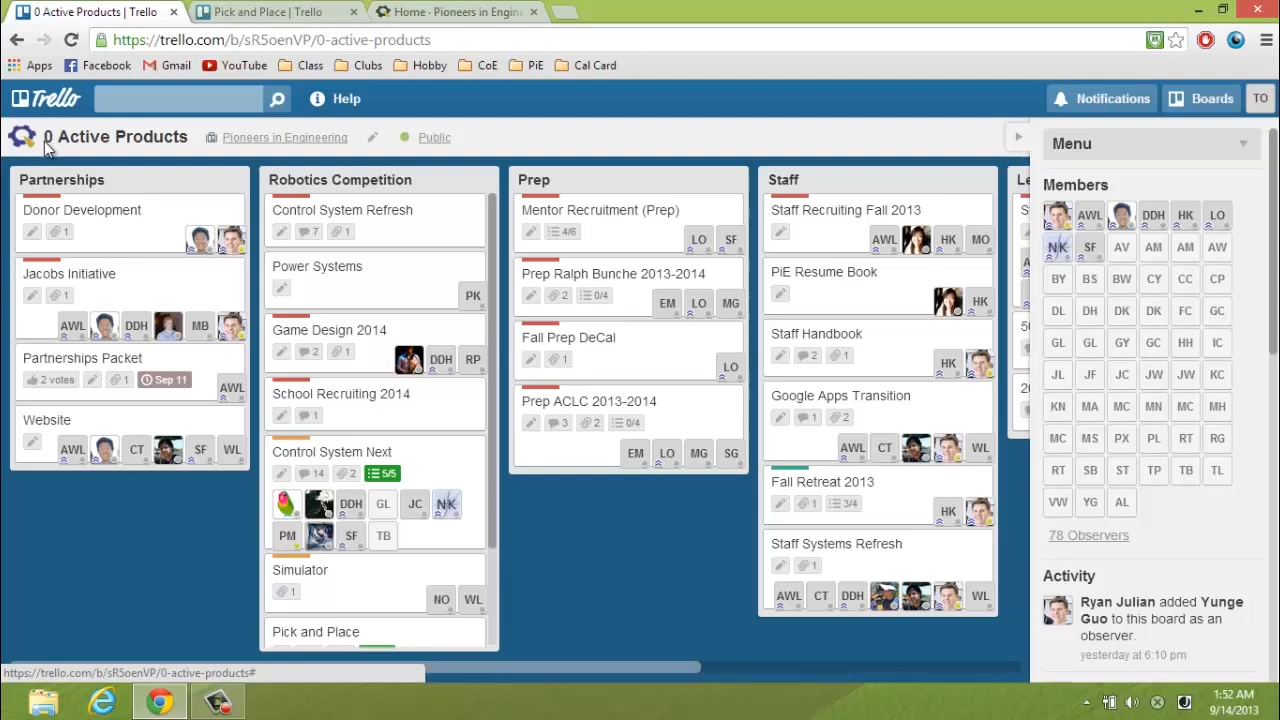 0 Active Products | Trello
Pick and Place | Trello
Home · Pioneers in Engin
https://trello.com/b/sR5oenVP/0-active-products
Apps Facebook Gmail YouTube Class Clubs Hobby CoE PiE Cal Card
Trello
Help
Notifications
Boards
TO
0 Active Products
Pioneers in Engineering
Public
Partnerships
Donor Development
1
Jacobs Initiative
1
AWL DDH MB
Partnerships Packet
2 votes 1 Sep 11
AWL
Website
AWL CT SF WL
Robotics Competition
Control System Refresh
7 1
Power Systems
PK
Game Design 2014
2 1
DDH RP
School Recruiting 2014
1
Control System Next
14 2 5/5
DDH GL JC NK
PM SF TB
Simulator
1
NO WL
Pick and Place
Prep
Mentor Recruitment (Prep)
4/6
LO SF
Prep Ralph Bunche 2013-2014
2 0/4
EM LO MG
Fall Prep DeCal
1
LO
Prep ACLC 2013-2014
3 2 0/4
EM LO MG SG
Staff
Staff Recruiting Fall 2013
AWL HK MO
PiE Resume Book
HK
Staff Handbook
2 1
HK
Google Apps Transition
1 2
AWL CT WL
Fall Retreat 2013
1 3/4
HK
Staff Systems Refresh
1
AWL CT DDH WL
Le
Menu
Members
AWL DDH HK LO
NK SF AV AM AM AW
BY BS BW CY CC CP
DL DH DK DK FC GC
GL GL GY GC HH IC
JL JF JC JW JW KC
KN MA MC MN MC MH
MC MS PX PL RT RG
RT SB ST TP TB TL
VW YG AL
78 Observers
Activity
Ryan Julian added Yunge
Guo to this board as an
observer.
yesterday at 6:10 pm
https://trello.com/b/sR5oenVP/0-active-products#
1:52 AM
9/14/2013